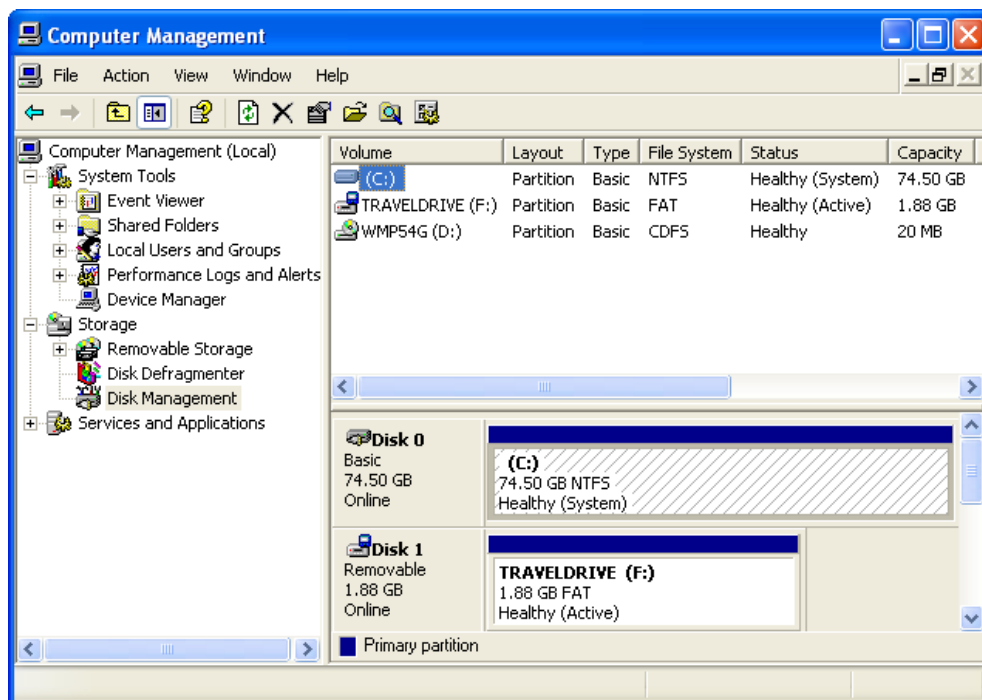 Computer Management
File Action View Window Help
Computer Management (Local)
System Tools
Event Viewer
Shared Folders
Local Users and Groups
Performance Logs and Alerts
Device Manager
Storage
Removable Storage
Disk Defragmenter
Disk Management
Services and Applications
Volume Layout Type File System Status Capacity
(C:) Partition Basic NTFS Healthy (System) 74.50 GB
TRAVELDRIVE (F:) Partition Basic FAT Healthy (Active) 1.88 GB
WMP54G (D:) Partition Basic CDFS Healthy 20 MB
Disk 0
Basic
74.50 GB
Online
(C:)
74.50 GB NTFS
Healthy (System)
Disk 1
Removable
1.88 GB
Online
TRAVELDRIVE (F:)
1.88 GB FAT
Healthy (Active)
Primary partition